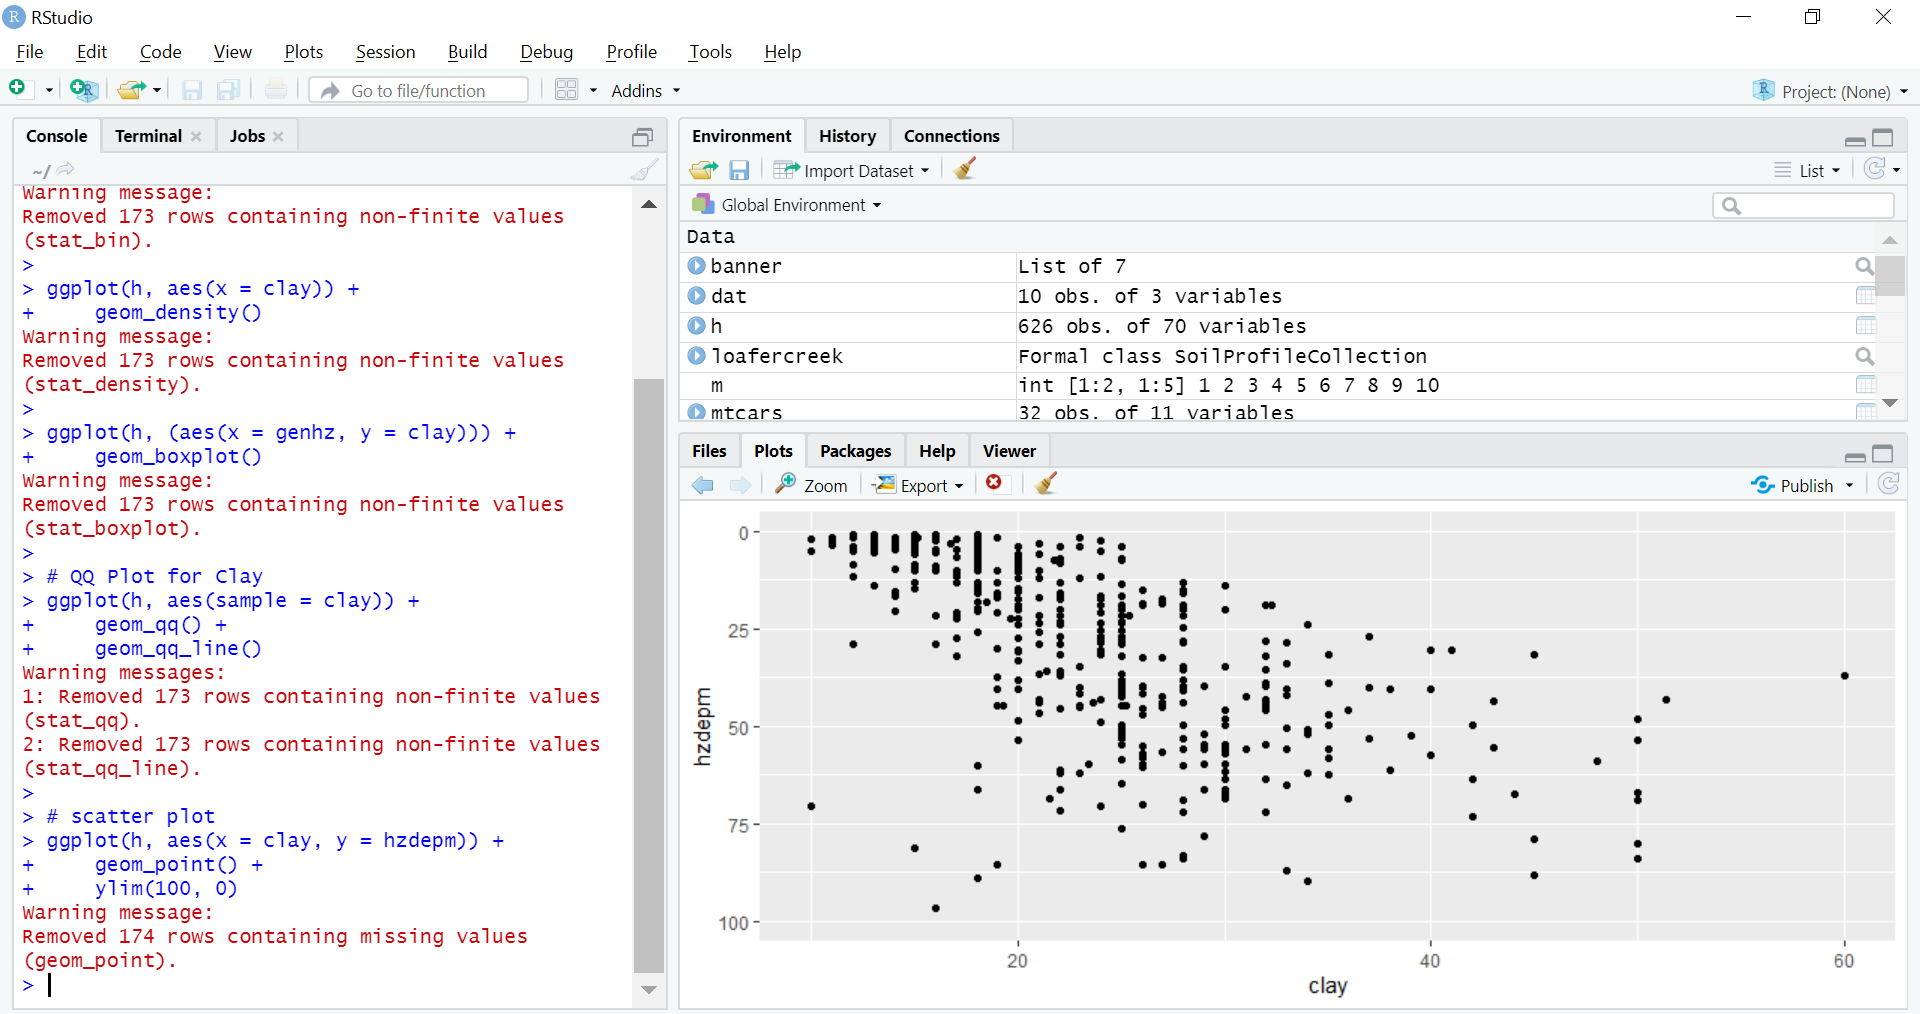 RStudio
File Edit Code View Plots Session Build Debug Profile Tools Help
Go to file/function Addins Project: (None)
Console Terminal Jobs
~/
Warning message:
Removed 173 rows containing non-finite values
(stat_bin).
>
> ggplot(h, aes(x = clay)) +
+     geom_density()
Warning message:
Removed 173 rows containing non-finite values
(stat_density).
>
> ggplot(h, (aes(x = genhz, y = clay))) +
+     geom_boxplot()
Warning message:
Removed 173 rows containing non-finite values
(stat_boxplot).
>
> # QQ Plot for Clay
> ggplot(h, aes(sample = clay)) +
+     geom_qq() +
+     geom_qq_line()
Warning messages:
1: Removed 173 rows containing non-finite values
(stat_qq).
2: Removed 173 rows containing non-finite values
(stat_qq_line).
>
> # scatter plot
> ggplot(h, aes(x = clay, y = hzdepm)) +
+     geom_point() +
+     ylim(100, 0)
Warning message:
Removed 174 rows containing missing values
(geom_point).
>
Environment History Connections
Import Dataset List
Global Environment
Data
banner List of 7
dat 10 obs. of 3 variables
h 626 obs. of 70 variables
loafercreek Formal class SoilProfileCollection
m int [1:2, 1:5] 1 2 3 4 5 6 7 8 9 10
mtcars 32 obs. of 11 variables
Files Plots Packages Help Viewer
Zoom Export Publish
0
25
50
75
100
hzdepm
20 40 60
clay